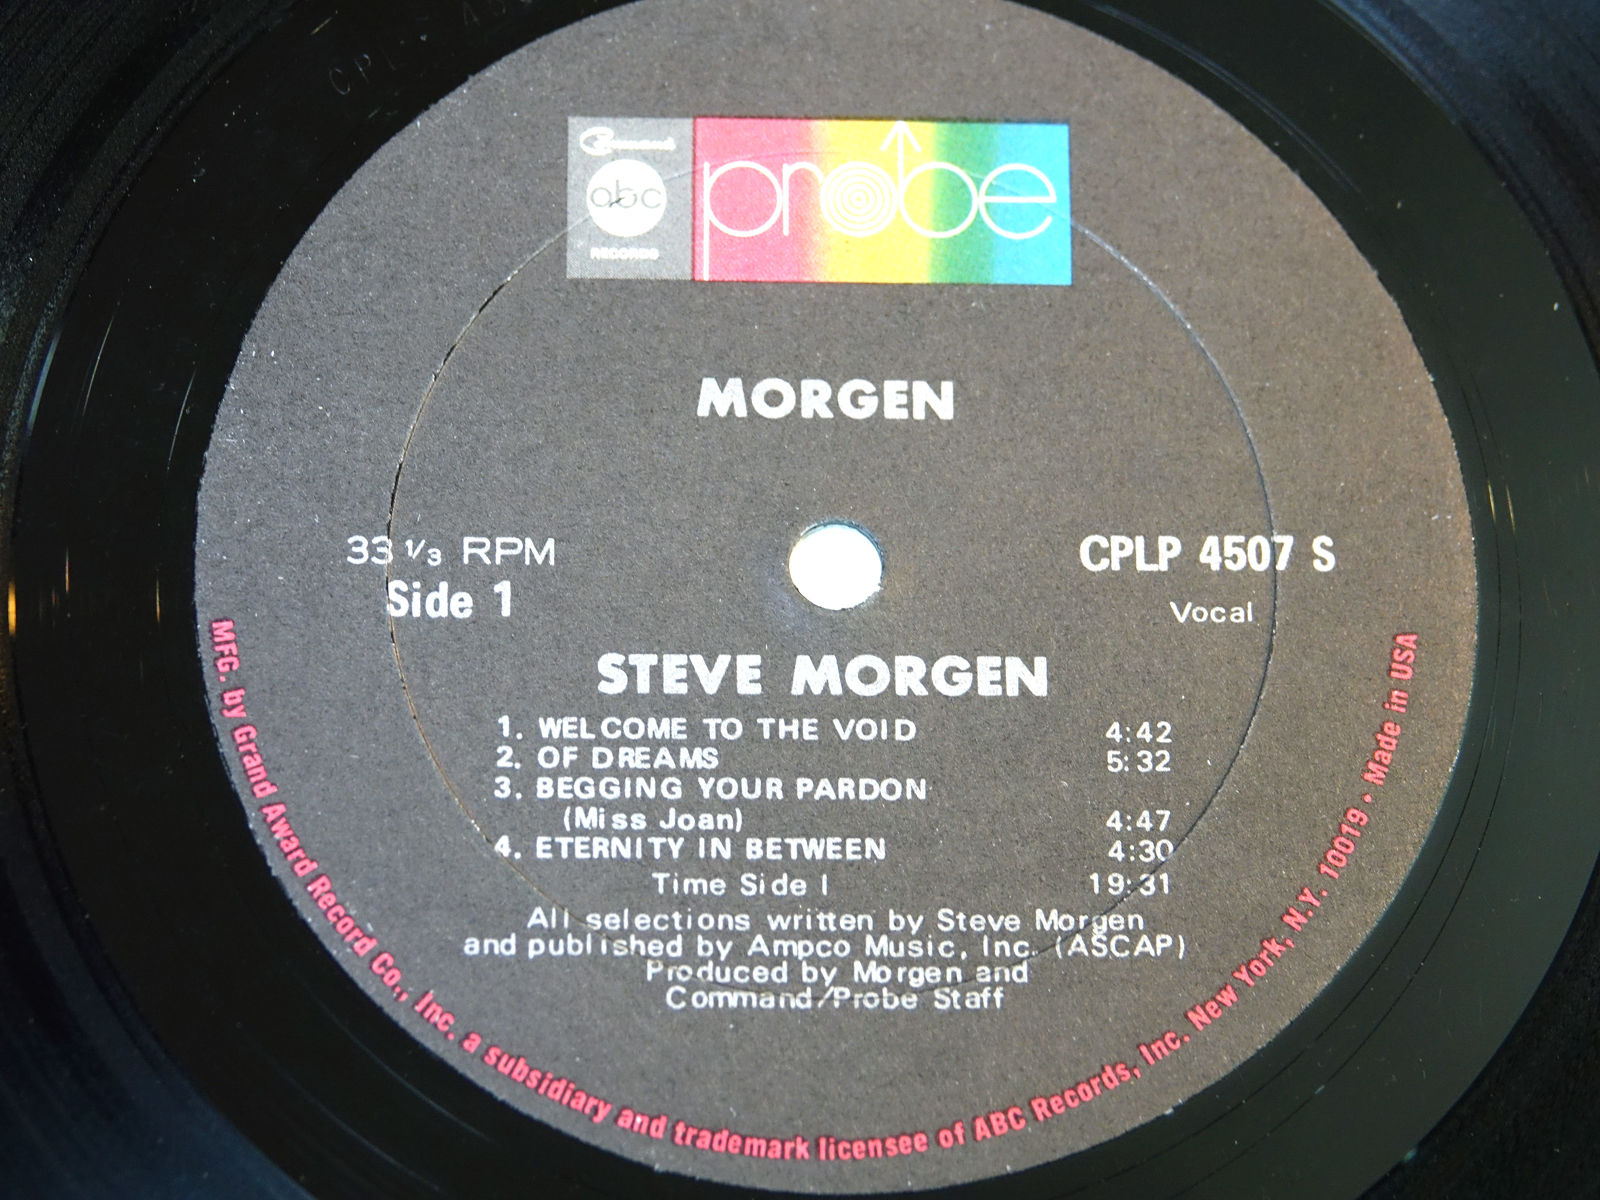 Command
abc
RECORDS
probe
MORGEN
33 1/3 RPM
CPLP 4507 S
Side 1
Vocal
STEVE MORGEN
1. WELCOME TO THE VOID 4:42
2. OF DREAMS 5:32
3. BEGGING YOUR PARDON
(Miss Joan) 4:47
4. ETERNITY IN BETWEEN 4:30
Time Side I 19:31
All selections written by Steve Morgen
and published by Ampco Music, Inc. (ASCAP)
Produced by Morgen and
Command/Probe Staff
MFG. by Grand Award Record Co., Inc. a subsidiary and trademark licensee of ABC Records, Inc. New York, N.Y. 10019 • Made in USA